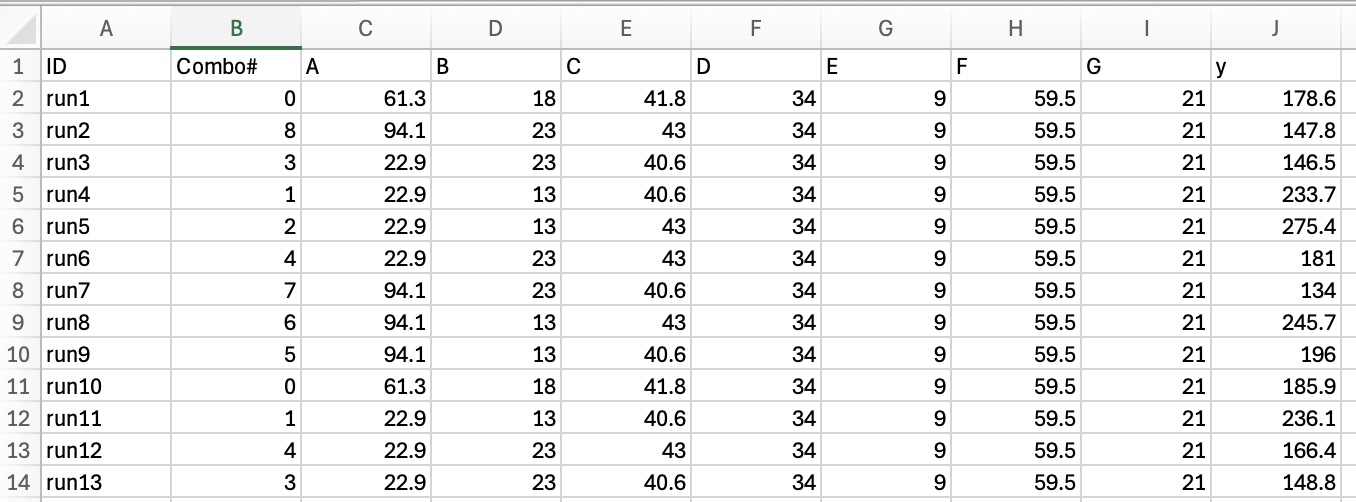 A B C D E F G H I J
1 ID Combo# A B C D E F G y
2 run1 0 61.3 18 41.8 34 9 59.5 21 178.6
3 run2 8 94.1 23 43 34 9 59.5 21 147.8
4 run3 3 22.9 23 40.6 34 9 59.5 21 146.5
5 run4 1 22.9 13 40.6 34 9 59.5 21 233.7
6 run5 2 22.9 13 43 34 9 59.5 21 275.4
7 run6 4 22.9 23 43 34 9 59.5 21 181
8 run7 7 94.1 23 40.6 34 9 59.5 21 134
9 run8 6 94.1 13 43 34 9 59.5 21 245.7
10 run9 5 94.1 13 40.6 34 9 59.5 21 196
11 run10 0 61.3 18 41.8 34 9 59.5 21 185.9
12 run11 1 22.9 13 40.6 34 9 59.5 21 236.1
13 run12 4 22.9 23 43 34 9 59.5 21 166.4
14 run13 3 22.9 23 40.6 34 9 59.5 21 148.8